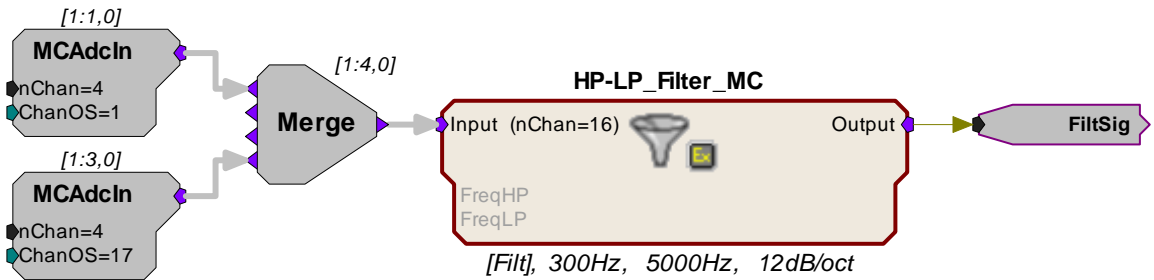 [1:1,0]
MCAdcIn
nChan=4
ChanOS=1
[1:3,0]
MCAdcIn
nChan=4
ChanOS=17
[1:4,0]
Merge
HP-LP_Filter_MC
Input (nChan=16)
Output
Ex
FreqHP
FreqLP
[Filt], 300Hz, 5000Hz, 12dB/oct
FiltSig